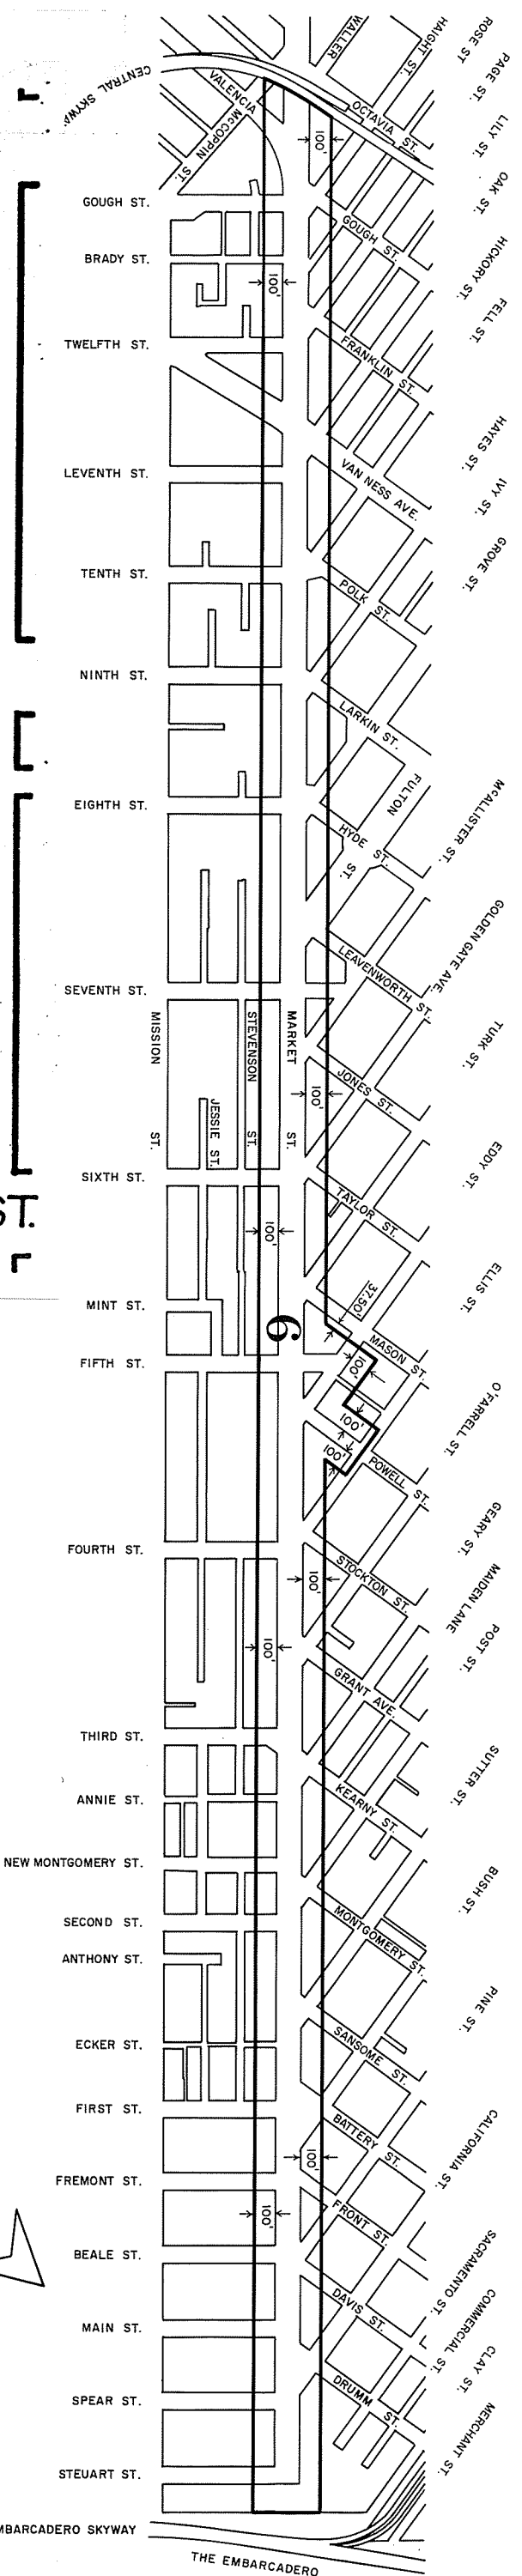 ROSE ST
HAIGHT ST.
WALLER
PAGE ST.
CENTRAL SKYWA
VALENCIA
McCOPPIN ST.
OCTAVIA ST.
LILY ST.
100'
OAK ST.
GOUGH ST.
GOUGH ST.
HICKORY ST.
BRADY ST.
100'
FELL ST.
TWELFTH ST.
FRANKLIN ST.
HAYES ST.
LEVENTH ST.
VAN NESS AVE.
IVY ST.
GROVE ST.
TENTH ST.
POLK ST.
NINTH ST.
LARKIN ST.
EIGHTH ST.
FULTON ST.
McALLISTER ST.
HYDE ST.
GOLDEN GATE AVE.
LEAVENWORTH ST.
SEVENTH ST.
MISSION ST.
STEVENSON ST.
MARKET ST.
TURK ST.
JESSIE ST.
100'
JONES ST.
EDDY ST.
SIXTH ST.
TAYLOR ST.
ST.
100'
ELLIS ST.
37.50'
MINT ST.
6
MASON ST.
FIFTH ST.
100'
O'FARRELL ST.
100'
100'
POWELL ST.
GEARY ST.
FOURTH ST.
STOCKTON ST.
100'
MAIDEN LANE
POST ST.
100'
GRANT AVE.
THIRD ST.
SUTTER ST.
ANNIE ST.
KEARNY ST.
NEW MONTGOMERY ST.
BUSH ST.
SECOND ST.
MONTGOMERY ST.
ANTHONY ST.
PINE ST.
ECKER ST.
SANSOME ST.
FIRST ST.
BATTERY ST.
CALIFORNIA ST.
100'
FREMONT ST.
100'
FRONT ST.
SACRAMENTO ST.
BEALE ST.
DAVIS ST.
COMMERCIAL ST.
MAIN ST.
CLAY ST.
SPEAR ST.
DRUMM ST.
MERCHANT ST.
STEUART ST.
MBARCADERO SKYWAY
THE EMBARCADERO